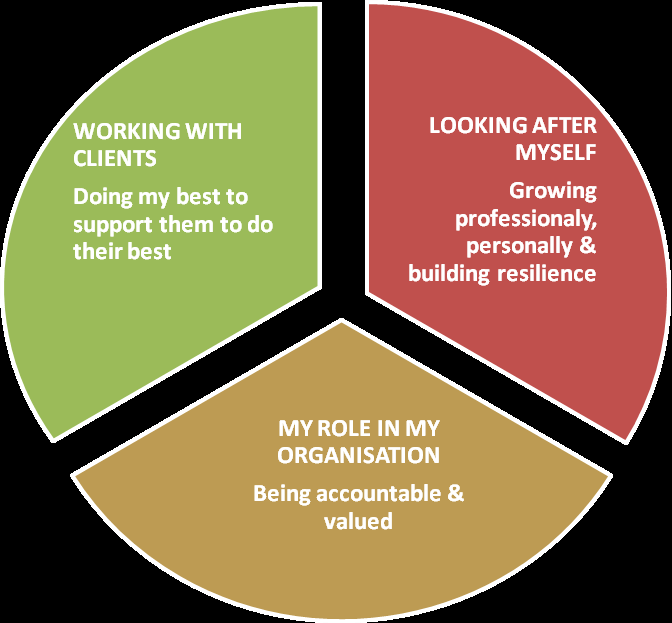 WORKING WITH
CLIENTS
Doing my best to
support them to do
their best
LOOKING AFTER
MYSELF
Growing
professionaly,
personally &
building resilience
MY ROLE IN MY
ORGANISATION
Being accountable &
valued